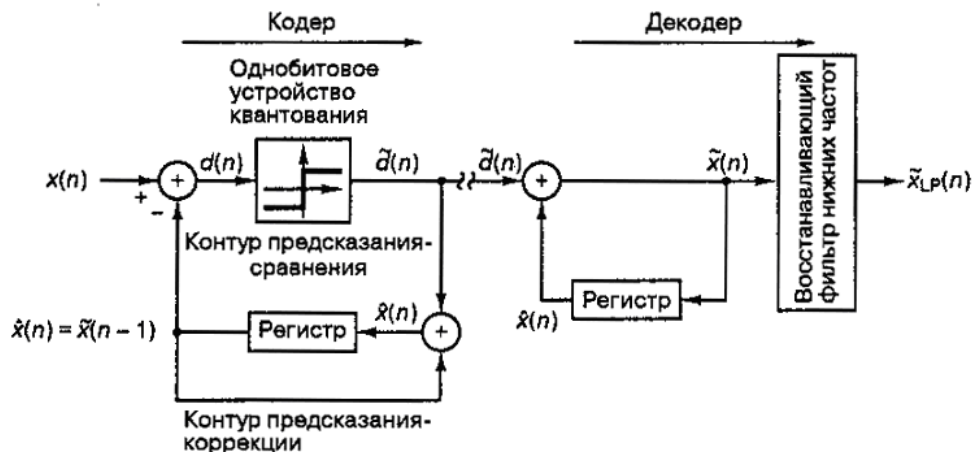 Кодер
Декодер
Однобитовое
устройство
квантования
x(n)
+
−
+
d(n)
d̃(n)
d̃(n)
+
x̃(n)
Восстанавливающий
фильтр нижних частот
x̃LP(n)
Контур предсказания-
сравнения
x̂(n) = x̃(n − 1)
Регистр
x̂(n)
+
x̂(n)
Регистр
Контур предсказания-
коррекции